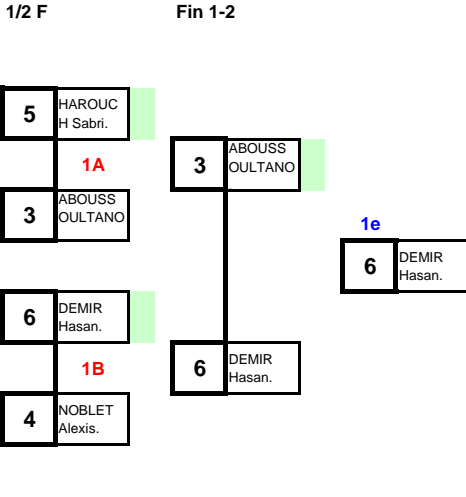 1/2 F Fin 1-2
5 HAROUC
H Sabri.
1A
3 ABOUSS
OULTANO
3 ABOUSS
OULTANO
1e
6 DEMIR
Hasan.
6 DEMIR
Hasan.
1B
6 DEMIR
Hasan.
4 NOBLET
Alexis.